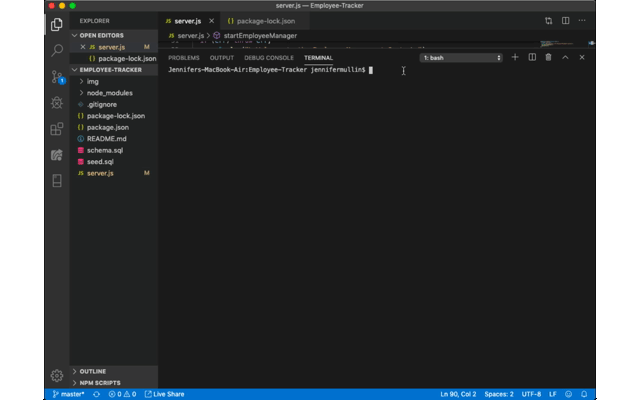 server.js — Employee-Tracker
EXPLORER
OPEN EDITORS
JS server.js M
{} package-lock.json
EMPLOYEE-TRACKER
img
node_modules
.gitignore
{} package-lock.json
{} package.json
README.md
schema.sql
seed.sql
JS server.js M
OUTLINE
NPM SCRIPTS
JS server.js × {} package-lock.json
JS server.js > startEmployeeManager
PROBLEMS OUTPUT DEBUG CONSOLE TERMINAL 1: bash
Jennifers-MacBook-Air:Employee-Tracker jennifermullin$
1
master* 0 0 Live Share Ln 90, Col 2 Spaces: 2 UTF-8 LF